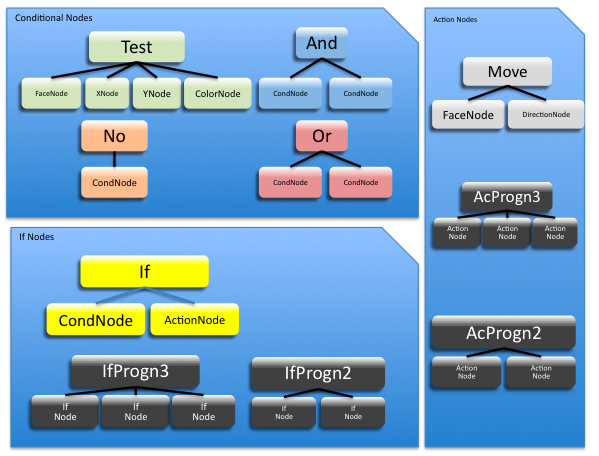 Conditional Nodes
Test
FaceNode XNode YNode ColorNode
And
CondNode CondNode
No
CondNode
Or
CondNode CondNode
If Nodes
If
CondNode ActionNode
IfProgn3
If
Node
If
Node
If
Node
IfProgn2
If
Node
If
Node
Action Nodes
Move
FaceNode DirectionNode
AcProgn3
Action
Node
Action
Node
Action
Node
AcProgn2
Action
Node
Action
Node